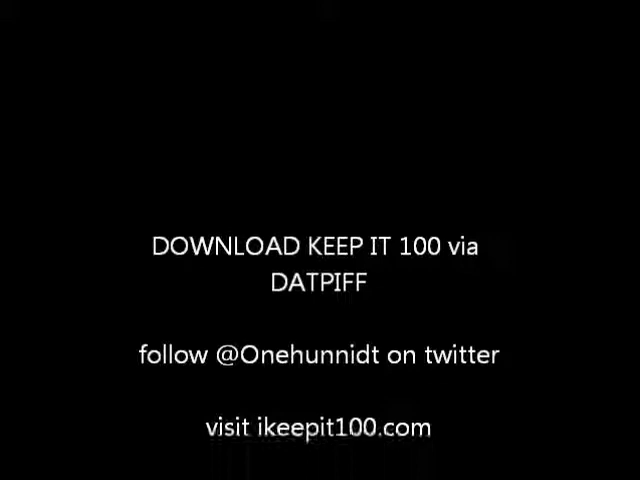 DOWNLOAD KEEP IT 100 via
DATPIFF
follow @Onehunnidt on twitter
visit ikeepit100.com